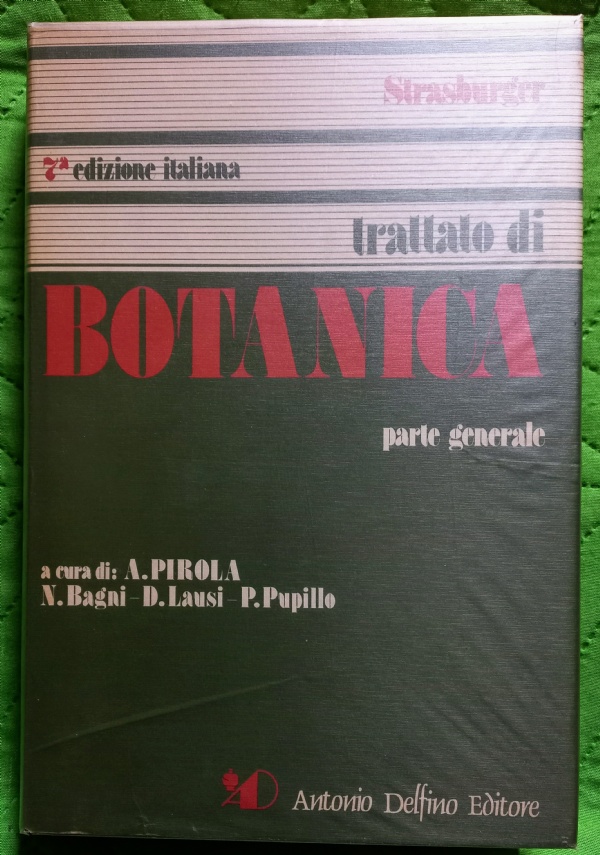 Strasburger
7ª edizione italiana
trattato di
BOTANICA
parte generale
a cura di: A.PIROLA
N.Bagni-D.Lausi-P.Pupillo
AD Antonio Delfino Editore